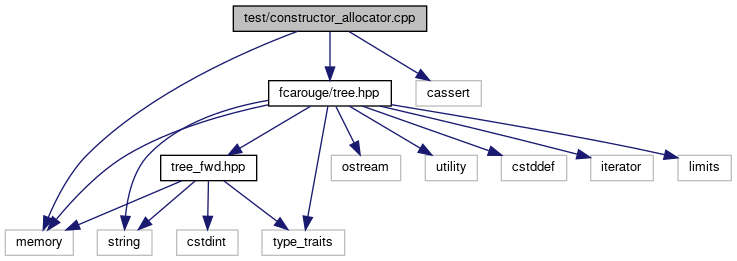 test/constructor_allocator.cpp
fcarouge/tree.hpp
cassert
tree_fwd.hpp
ostream
utility
cstddef
iterator
limits
memory
string
cstdint
type_traits